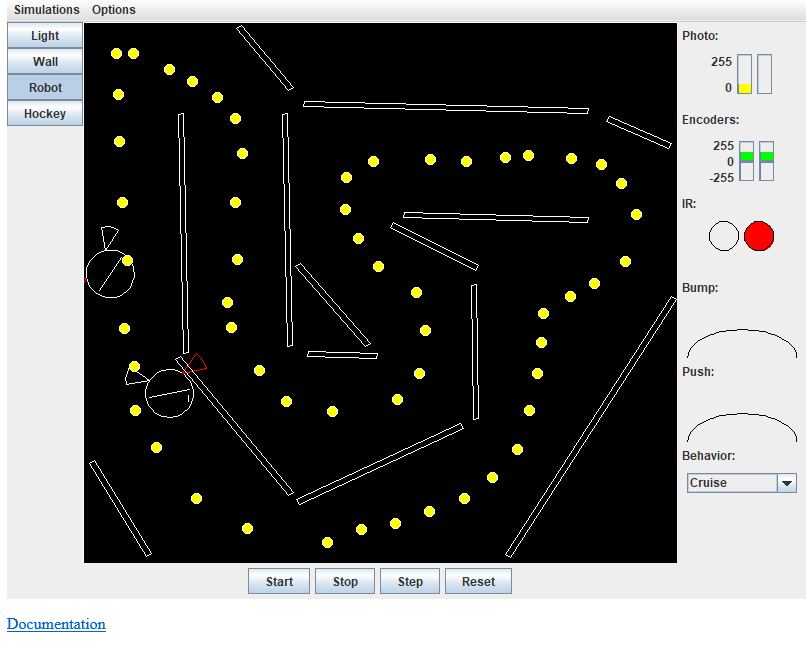 Simulations Options
Light
Wall
Robot
Hockey
Photo:
255
0
Encoders:
255
0
-255
IR:
Bump:
Push:
Behavior:
Cruise
Start Stop Step Reset
Documentation